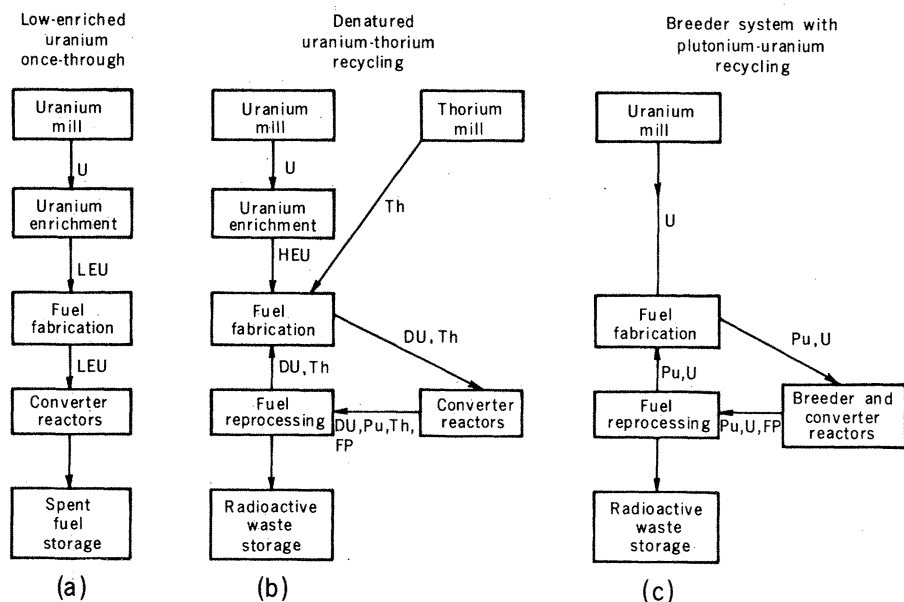 Low-enriched
uranium
once-through
Uranium
mill
U
Uranium
enrichment
LEU
Fuel
fabrication
LEU
Converter
reactors
Spent
fuel
storage
(a)
Denatured
uranium-thorium
recycling
Uranium
mill
Thorium
mill
U
Th
Uranium
enrichment
HEU
Fuel
fabrication
DU,Th
DU,Th
Fuel
reprocessing
DU,Pu,Th,
FP
Converter
reactors
Radioactive
waste
storage
(b)
Breeder system with
plutonium-uranium
recycling
Uranium
mill
U
Fuel
fabrication
Pu,U
Pu,U
Fuel
reprocessing
Pu,U,FP
Breeder and
converter
reactors
Radioactive
waste
storage
(c)